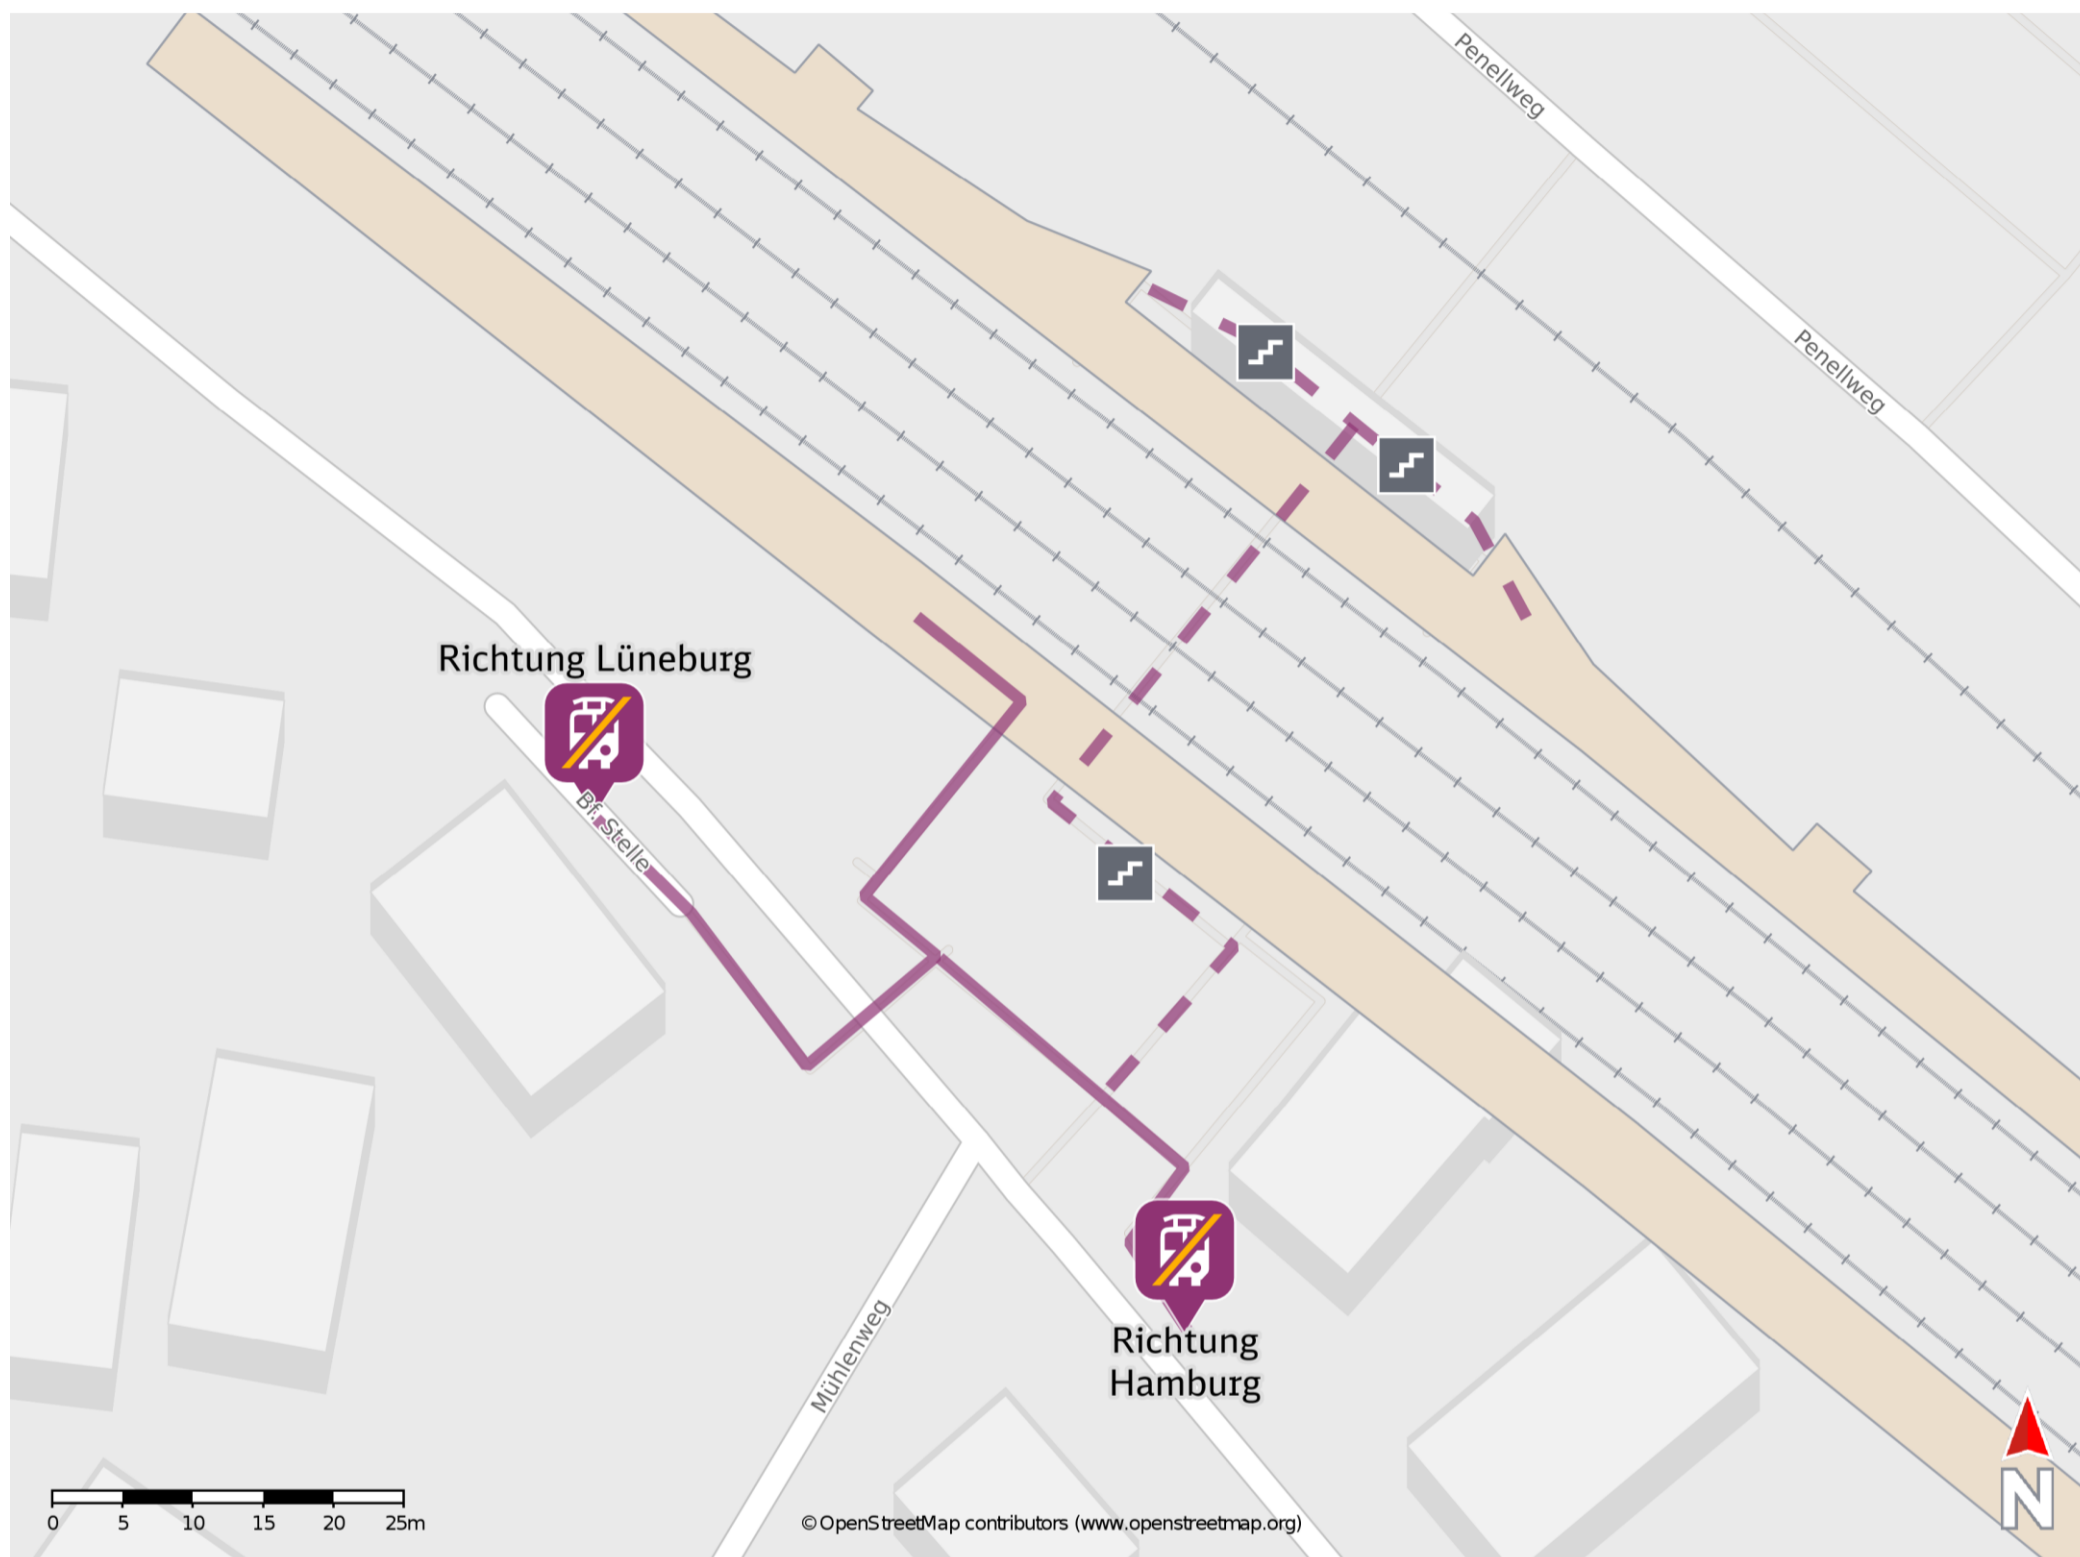 Penellweg
Penellweg
Richtung Lüneburg
Bf. Stelle
Richtung
Hamburg
Mühlenweg
0 5 10 15 20 25m
©OpenStreetMap contributors (www.openstreetmap.org)
N